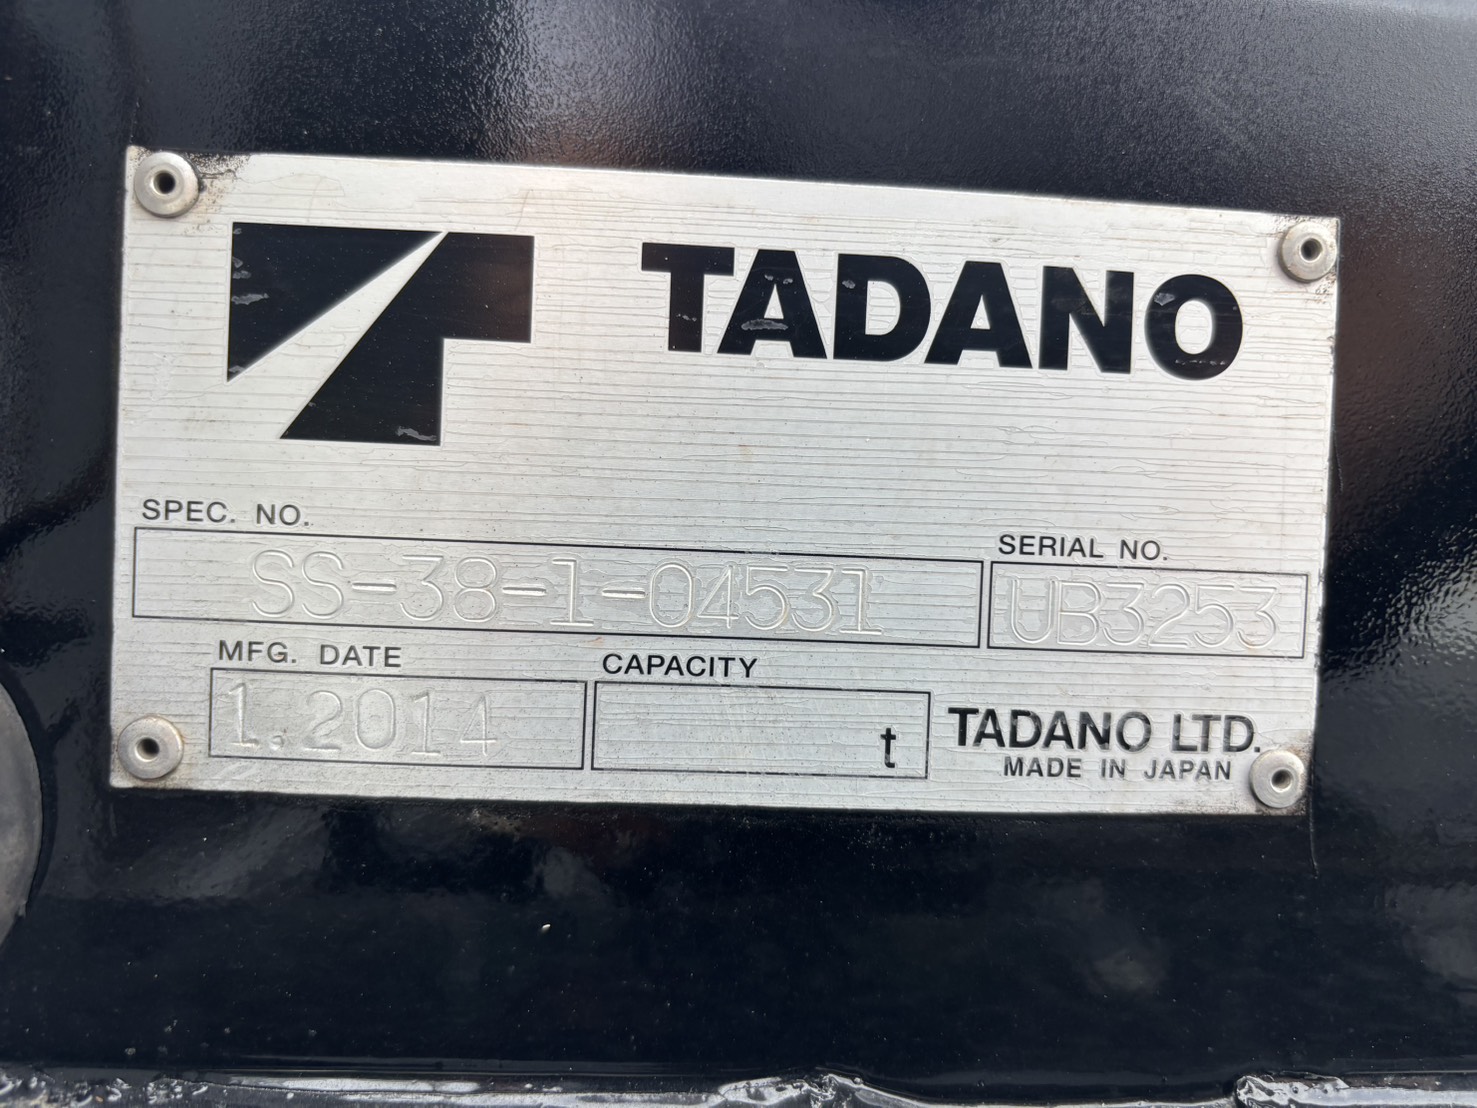 TADANO
SPEC. NO.
SS-38-1-04531
SERIAL NO.
UB3253
MFG. DATE
1.2014
CAPACITY
t
TADANO LTD.
MADE IN JAPAN